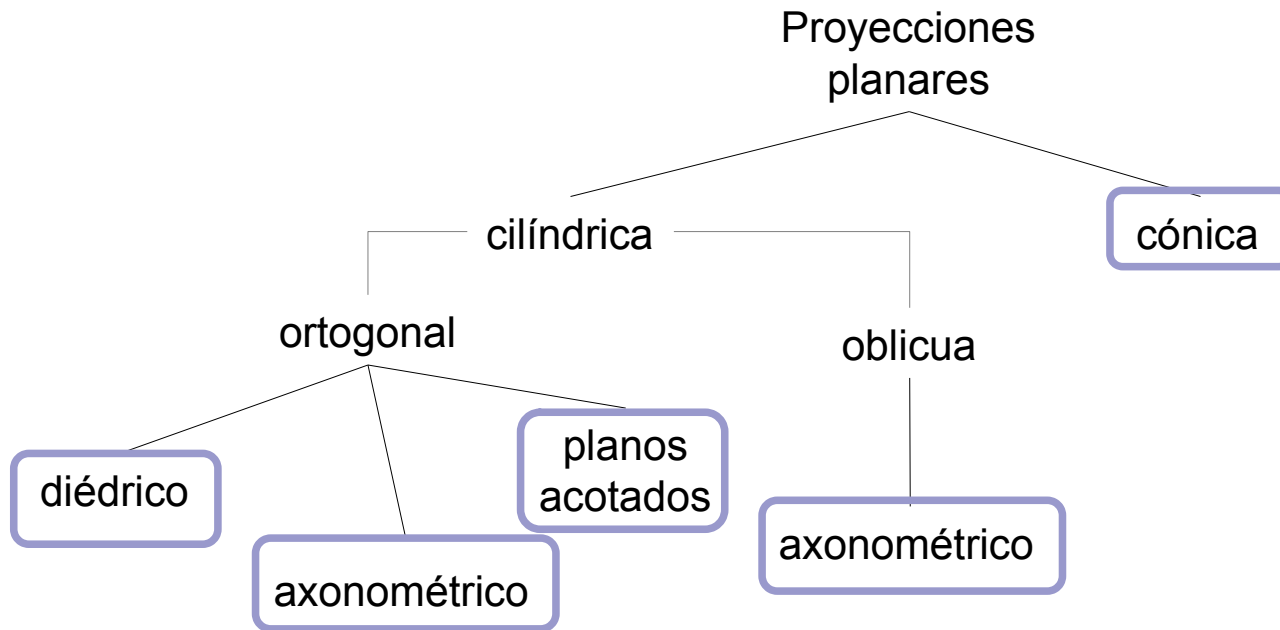 Proyecciones
planares
cilíndrica
cónica
ortogonal
oblicua
diédrico
axonométrico
planos
acotados
axonométrico